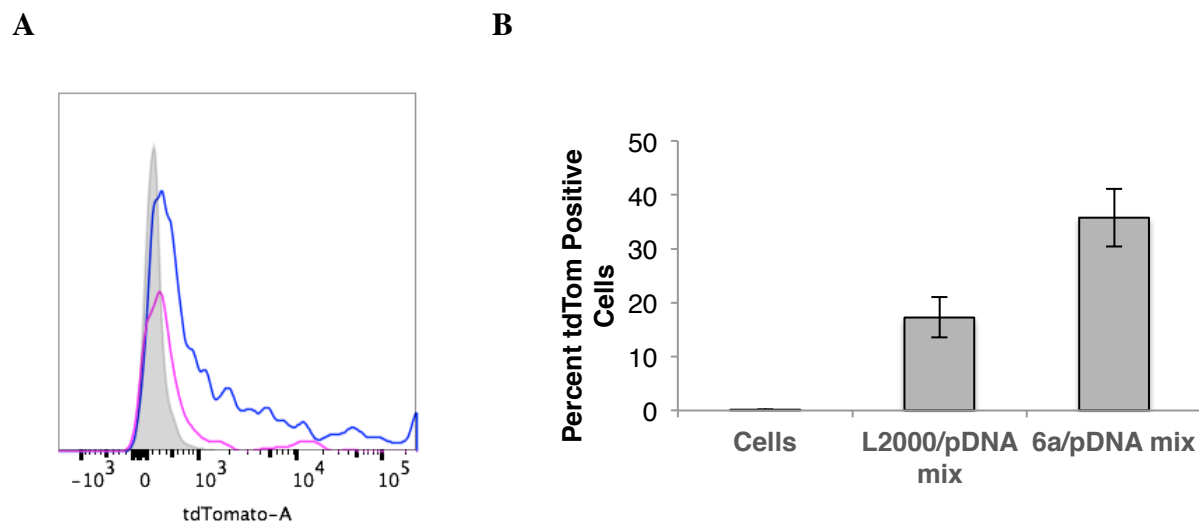 A
B
-10³ 0 10³ 10⁴ 10⁵
tdTomato-A
Percent tdTom Positive
Cells
50
40
30
20
10
0
Cells
L2000/pDNA
mix
6a/pDNA mix